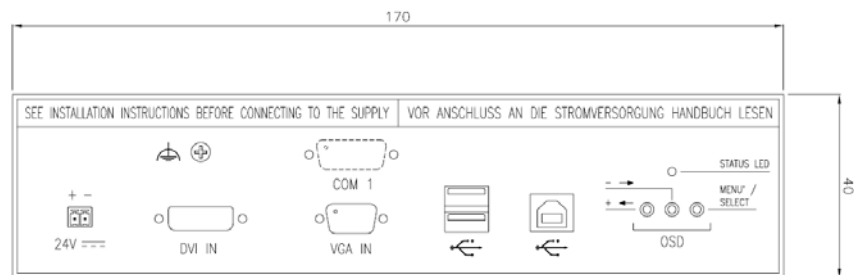 170
SEE INSTALLATION INSTRUCTIONS BEFORE CONNECTING TO THE SUPPLY
VOR ANSCHLUSS AN DIE STROMVERSORGUNG HANDBUCH LESEN
40
STATUS LED
COM 1
- 
MENU' /
SELECT
+
+ -
24V
DVI IN
VGA IN
OSD